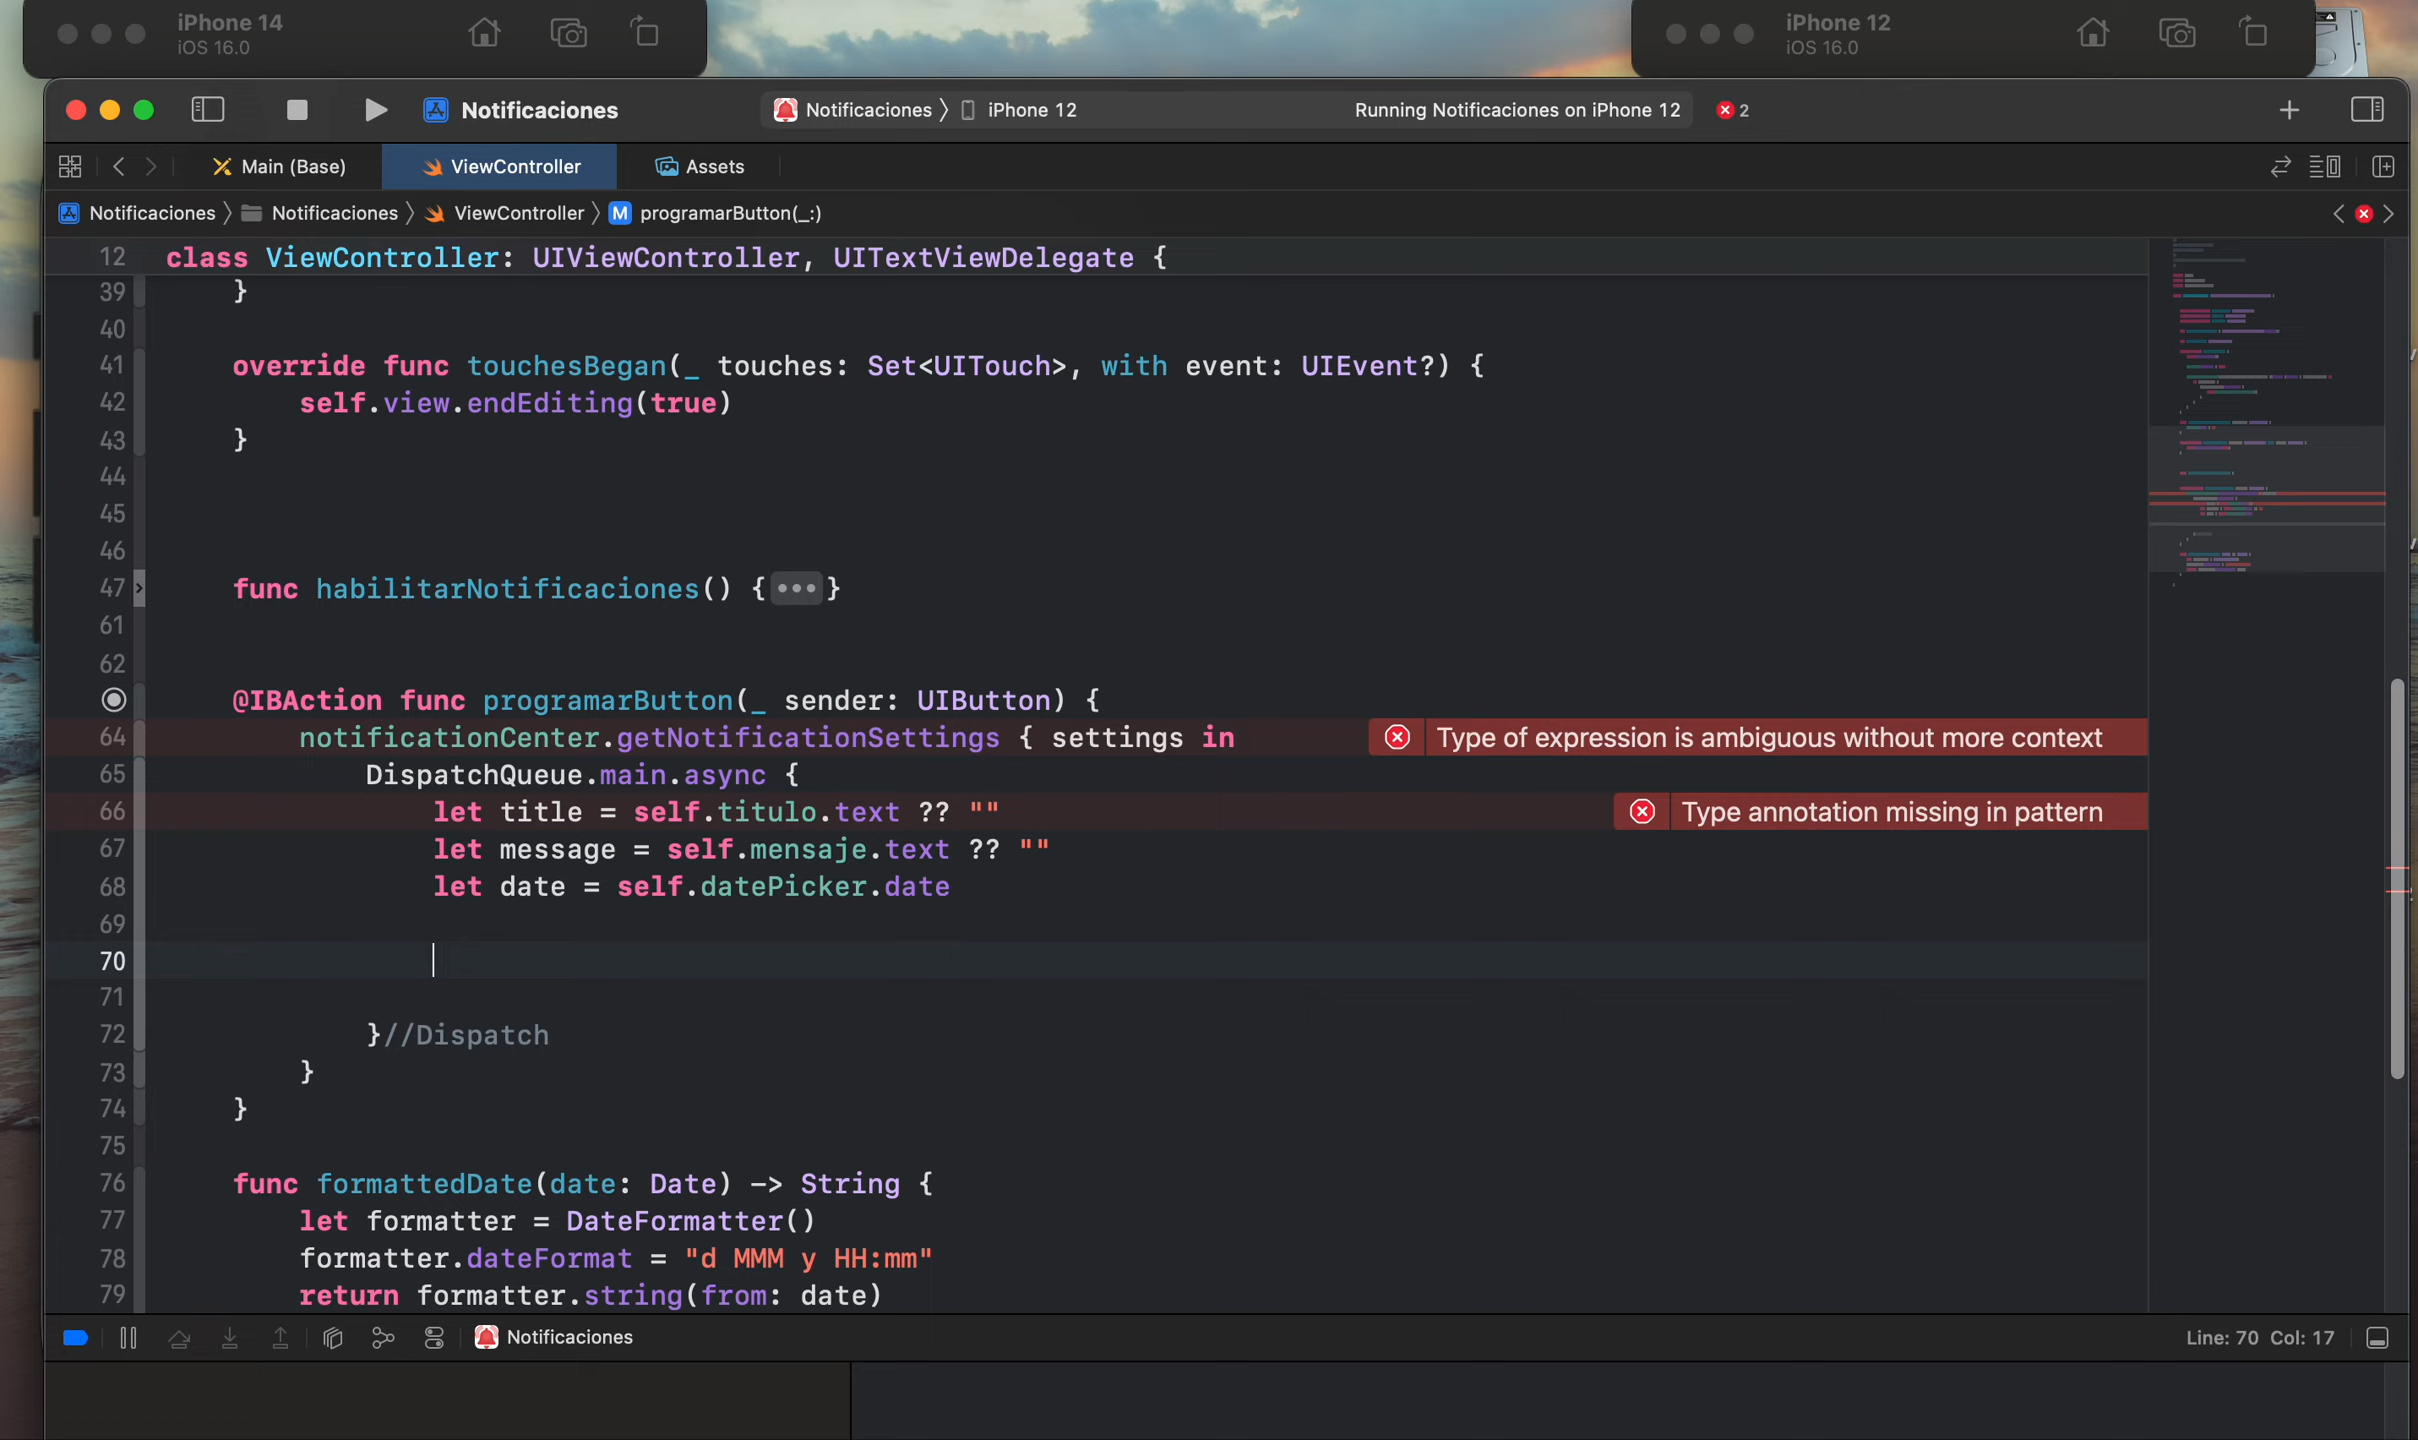 iPhone 14
iOS 16.0
iPhone 12
iOS 16.0
Notificaciones
Notificaciones 〉 iPhone 12
Running Notificaciones on iPhone 12
2
Main (Base)
ViewController
Assets
Notificaciones 〉 Notificaciones 〉 ViewController 〉 M programarButton(_:)
12 class ViewController: UIViewController, UITextViewDelegate {
39 }
40
41 override func touchesBegan(_ touches: Set<UITouch>, with event: UIEvent?) {
42 self.view.endEditing(true)
43 }
44
45
46
47 func habilitarNotificaciones() {•••}
61
62
@IBAction func programarButton(_ sender: UIButton) {
64 notificationCenter.getNotificationSettings { settings in Type of expression is ambiguous without more context
65 DispatchQueue.main.async {
66 let title = self.titulo.text ?? "" Type annotation missing in pattern
67 let message = self.mensaje.text ?? ""
68 let date = self.datePicker.date
69
70
71
72 }//Dispatch
73 }
74 }
75
76 func formattedDate(date: Date) -> String {
77 let formatter = DateFormatter()
78 formatter.dateFormat = "d MMM y HH:mm"
79 return formatter.string(from: date)
Notificaciones
Line: 70 Col: 17